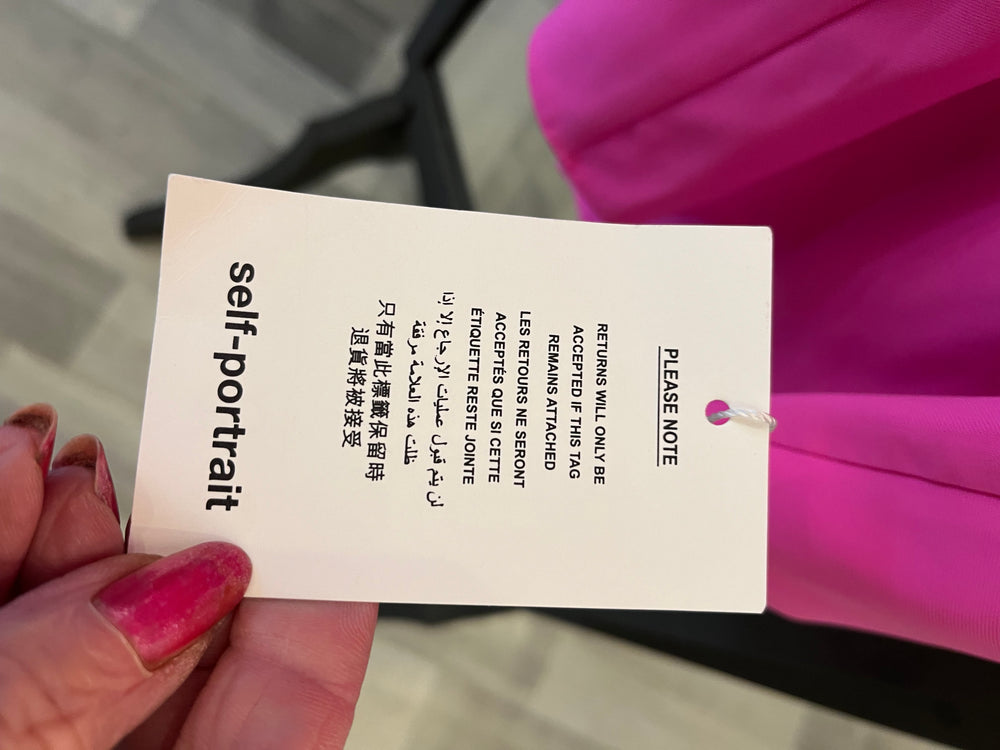 PLEASE NOTE
RETURNS WILL ONLY BE
ACCEPTED IF THIS TAG
REMAINS ATTACHED
LES RETOURS NE SERONT
ACCEPTÉS QUE SI CETTE
ÉTIQUETTE RESTE JOINTE
لن يتم قبول عمليات الإرجاع إلا إذا
ظلت هذه العلامة مرفقة
只有當此標籤保留時
退貨將被接受
self-portrait